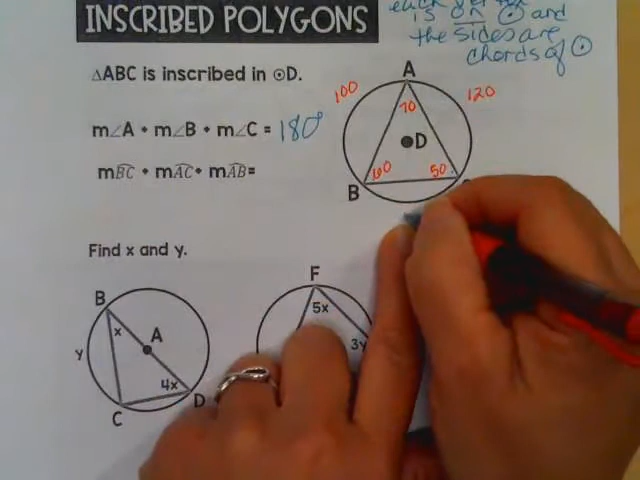 INSCRIBED POLYGONS
is on ⊙ and
the sides are
chords of ⊙
△ABC is inscribed in ⊙D.
m∠A + m∠B + m∠C = 180°
mBC + mAC + mAB =
A
100
120
70
D
60
50
B
Find x and y.
B
x
A
y
4x
D
C
F
5x
3y